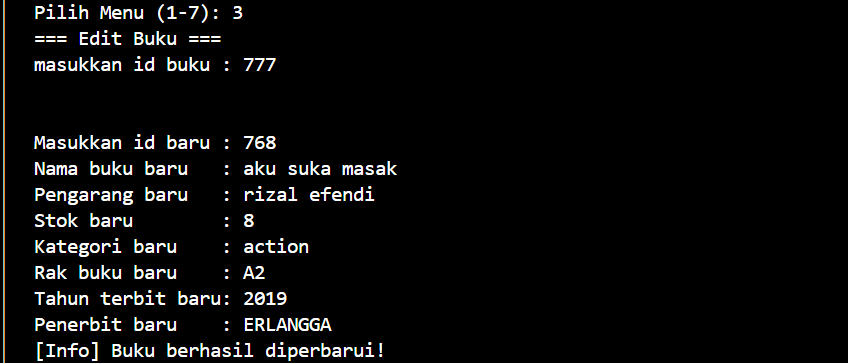 Pilih Menu (1-7): 3
=== Edit Buku ===
masukkan id buku : 777
Masukkan id baru : 768
Nama buku baru   : aku suka masak
Pengarang baru   : rizal efendi
Stok baru        : 8
Kategori baru    : action
Rak buku baru    : A2
Tahun terbit baru: 2019
Penerbit baru    : ERLANGGA
[Info] Buku berhasil diperbarui!